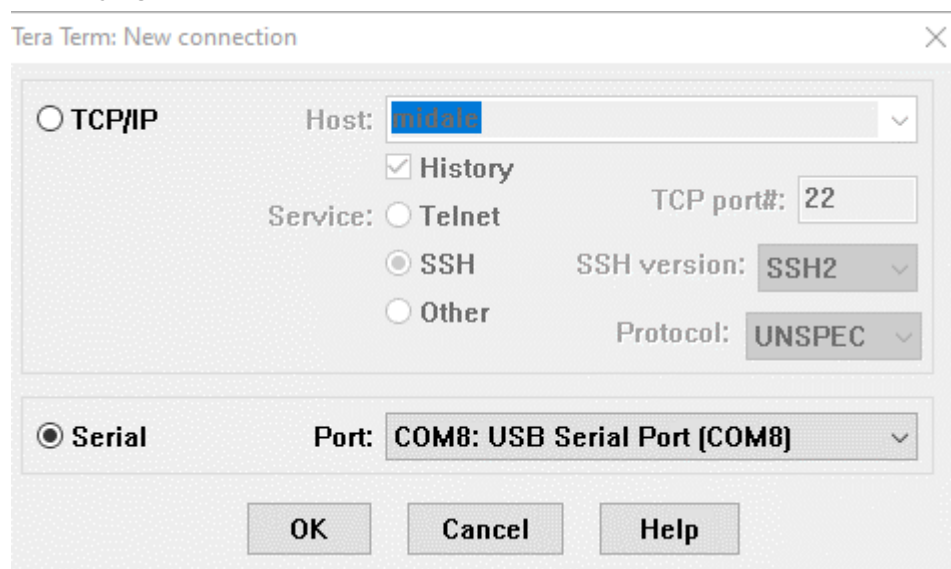 Tera Term: New connection
TCP/IP Host: midale
History
Service: Telnet TCP port#: 22
SSH SSH version: SSH2
Other Protocol: UNSPEC
Serial Port: COM8: USB Serial Port (COM8)
OK Cancel Help